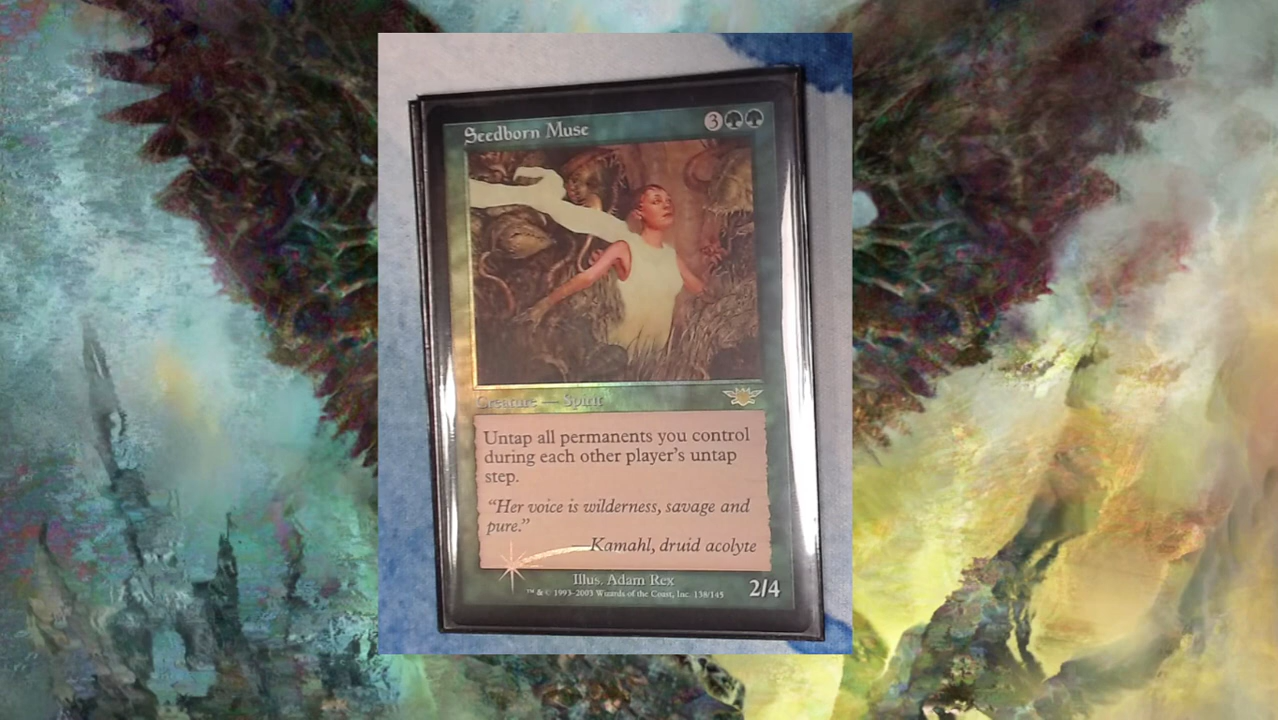 Seedborn Muse 3
Creature — Spirit
Untap all permanents you control
during each other player's untap
step.
"Her voice is wilderness, savage and
pure."
—Kamahl, druid acolyte
Illus. Adam Rex
™ & © 1993–2003 Wizards of the Coast, Inc. 138/145
2/4